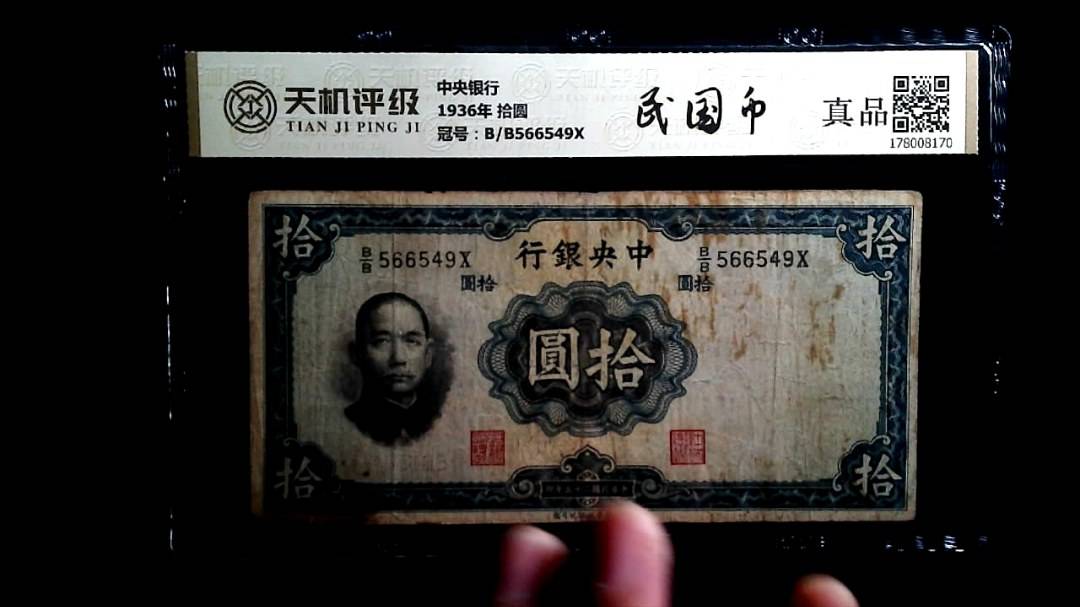 天机评级
TIAN JI PING JI
中央银行
1936年 拾圆
冠号：B/B566549X
民国币
真品
178008170
拾
拾
中央銀行
B/B 566549X
B/B 566549X
拾圓
拾圓
拾圓
拾
拾